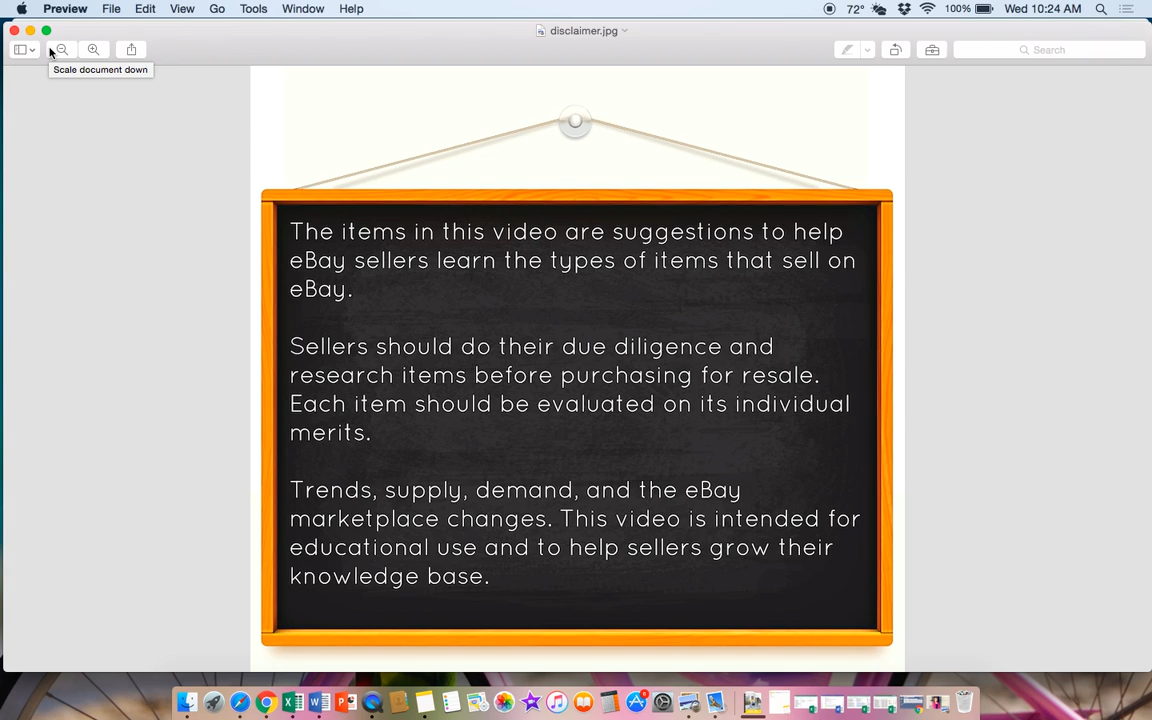 Preview File Edit View Go Tools Window Help 72° 100% Wed 10:24 AM
disclaimer.jpg
Search
Scale document down
The items in this video are suggestions to help
eBay sellers learn the types of items that sell on
eBay.
Sellers should do their due diligence and
research items before purchasing for resale.
Each item should be evaluated on its individual
merits.
Trends, supply, demand, and the eBay
marketplace changes. This video is intended for
educational use and to help sellers grow their
knowledge base.